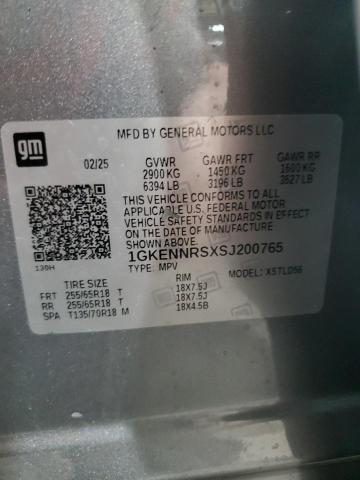 gm
MFD BY GENERAL MOTORS LLC
02/25 GVWR GAWR FRT GAWR RR
2900 KG 1450 KG 1600 KG
6394 LB 3196 LB 3527 LB
THIS VEHICLE CONFORMS TO ALL
APPLICABLE U.S. FEDERAL MOTOR
VEHICLE SAFETY STANDARDS IN EFFECT
ON THE DATE OF MANUFACTURE
SHOWN ABOVE.
1GKENNRSXSJ200765
139H TYPE: MPV MODEL: X5TLD56
TIRE SIZE RIM
FRT 255/65R18 T 18X7.5J
RR 255/65R18 T 18X7.5J
SPA T135/70R18 M 18X4.5B